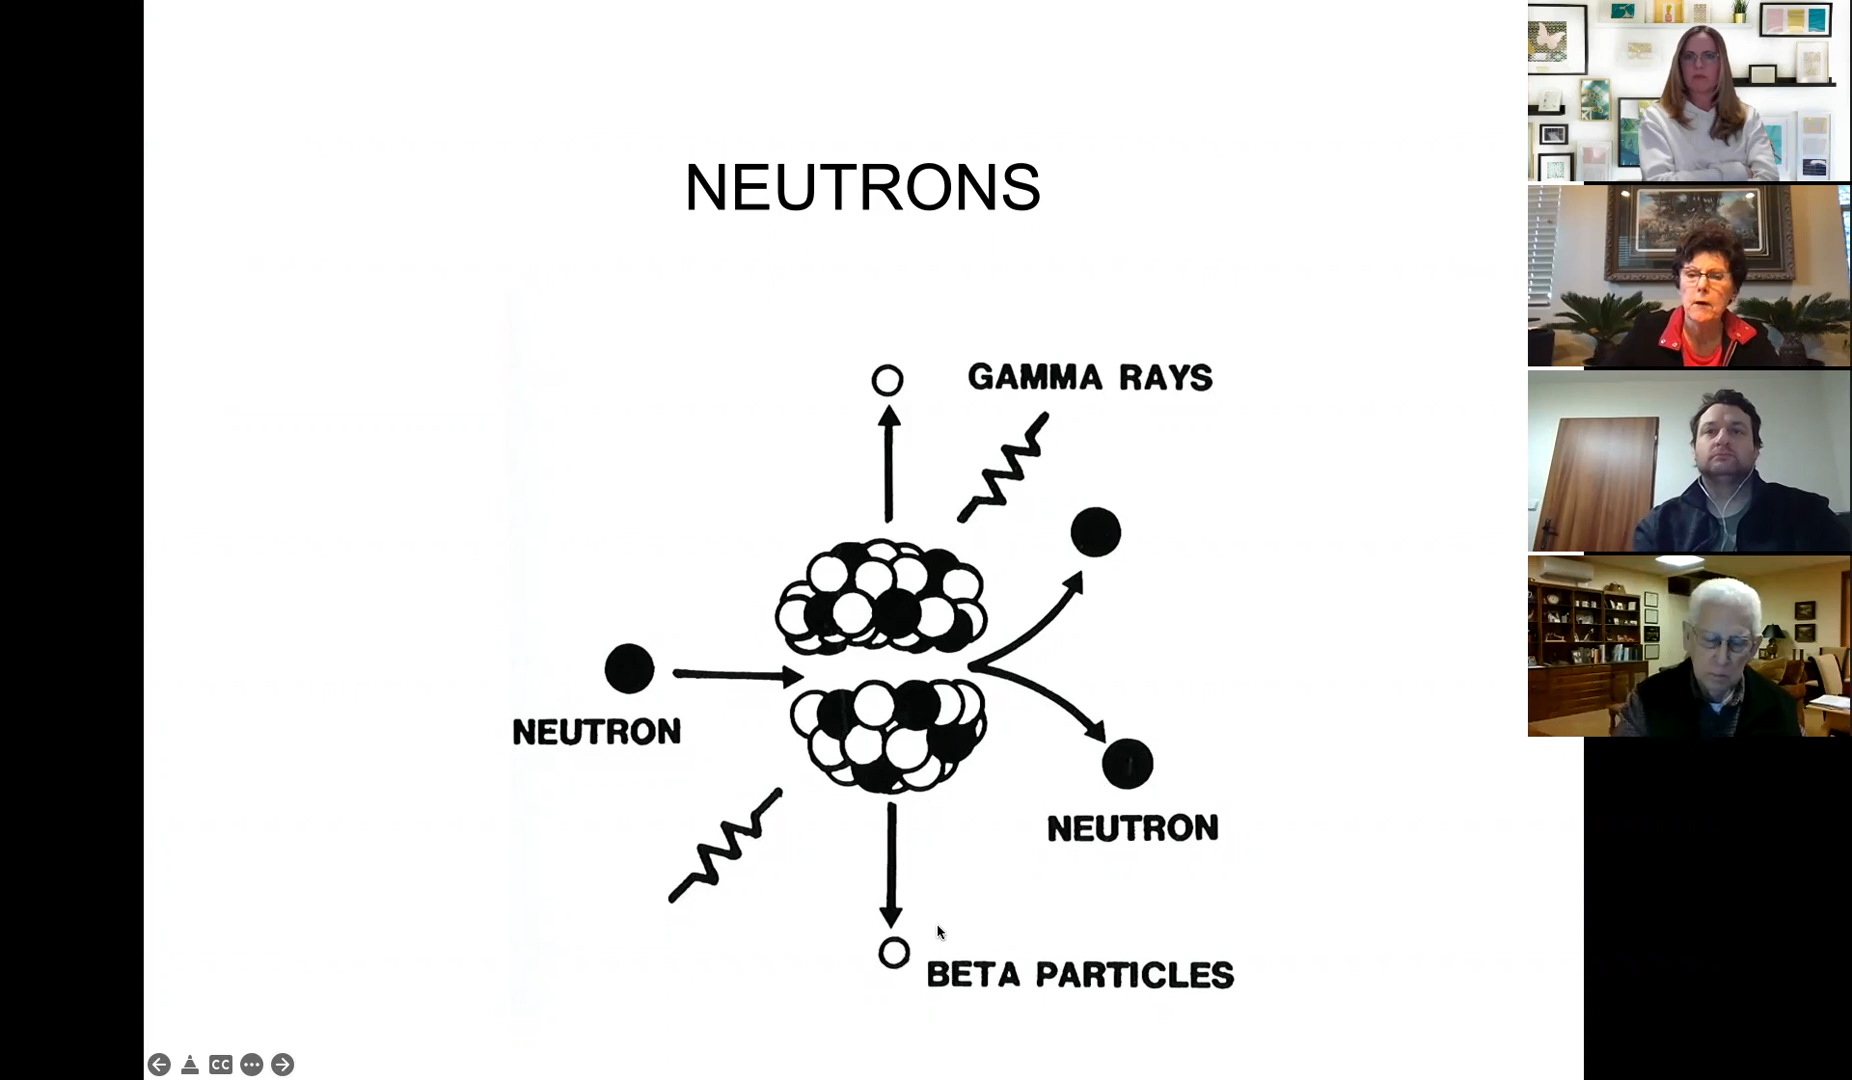 NEUTRONS
GAMMA RAYS
NEUTRON
NEUTRON
BETA PARTICLES
CC